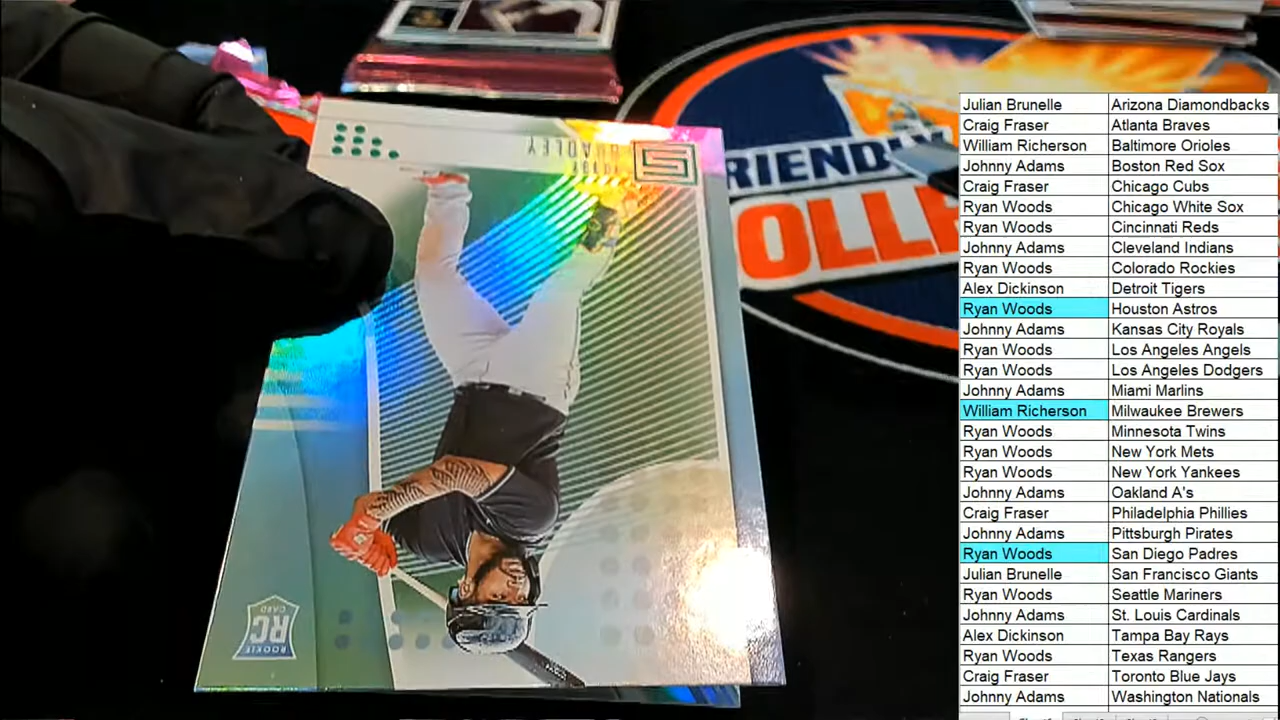 BRADLEY
S
ROOKIE
RC
CARD
RIENDLY
OLLE
Julian Brunelle Arizona Diamondbacks
Craig Fraser Atlanta Braves
William Richerson Baltimore Orioles
Johnny Adams Boston Red Sox
Craig Fraser Chicago Cubs
Ryan Woods Chicago White Sox
Ryan Woods Cincinnati Reds
Johnny Adams Cleveland Indians
Ryan Woods Colorado Rockies
Alex Dickinson Detroit Tigers
Ryan Woods Houston Astros
Johnny Adams Kansas City Royals
Ryan Woods Los Angeles Angels
Ryan Woods Los Angeles Dodgers
Johnny Adams Miami Marlins
William Richerson Milwaukee Brewers
Ryan Woods Minnesota Twins
Ryan Woods New York Mets
Ryan Woods New York Yankees
Johnny Adams Oakland A's
Craig Fraser Philadelphia Phillies
Johnny Adams Pittsburgh Pirates
Ryan Woods San Diego Padres
Julian Brunelle San Francisco Giants
Ryan Woods Seattle Mariners
Johnny Adams St. Louis Cardinals
Alex Dickinson Tampa Bay Rays
Ryan Woods Texas Rangers
Craig Fraser Toronto Blue Jays
Johnny Adams Washington Nationals